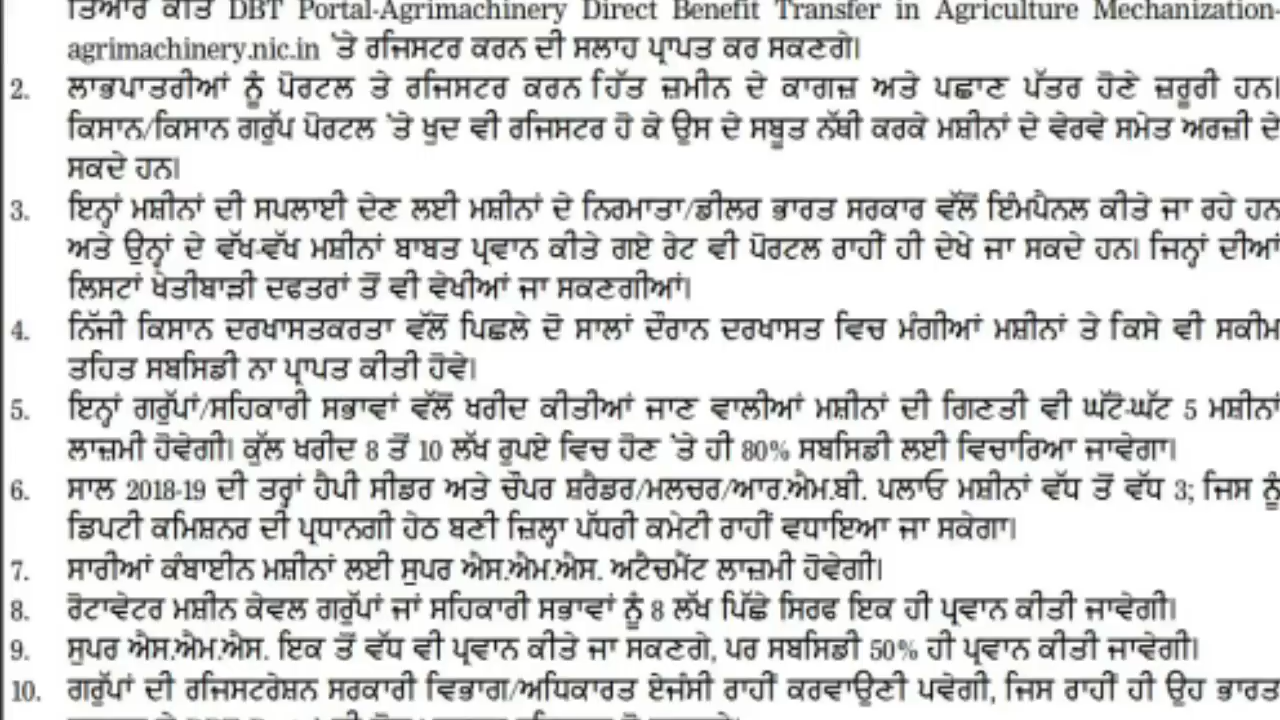 ਤਿਆਰ ਕੀਤੇ DBT Portal-Agrimachinery Direct Benefit Transfer in Agriculture Mechanization-
agrimachinery.nic.in 'ਤੇ ਰਜਿਸਟਰ ਕਰਨ ਦੀ ਸਲਾਹ ਪ੍ਰਾਪਤ ਕਰ ਸਕਣਗੇ।
2. ਲਾਭਪਾਤਰੀਆਂ ਨੂੰ ਪੋਰਟਲ ਤੇ ਰਜਿਸਟਰ ਕਰਨ ਹਿੱਤ ਜ਼ਮੀਨ ਦੇ ਕਾਗਜ਼ ਅਤੇ ਪਛਾਣ ਪੱਤਰ ਹੋਣੇ ਜ਼ਰੂਰੀ ਹਨ।
ਕਿਸਾਨ/ਕਿਸਾਨ ਗਰੁੱਪ ਪੋਰਟਲ 'ਤੇ ਖੁਦ ਵੀ ਰਜਿਸਟਰ ਹੋ ਕੇ ਉਸ ਦੇ ਸਬੂਤ ਨੱਥੀ ਕਰਕੇ ਮਸ਼ੀਨਾਂ ਦੇ ਵੇਰਵੇ ਸਮੇਤ ਅਰਜ਼ੀ ਦੇ
ਸਕਦੇ ਹਨ।
3. ਇਨ੍ਹਾਂ ਮਸ਼ੀਨਾਂ ਦੀ ਸਪਲਾਈ ਦੇਣ ਲਈ ਮਸ਼ੀਨਾਂ ਦੇ ਨਿਰਮਾਤਾ/ਡੀਲਰ ਭਾਰਤ ਸਰਕਾਰ ਵੱਲੋਂ ਇੰਮਪੈਨਲ ਕੀਤੇ ਜਾ ਰਹੇ ਹਨ
ਅਤੇ ਉਨ੍ਹਾਂ ਦੇ ਵੱਖ-ਵੱਖ ਮਸ਼ੀਨਾਂ ਬਾਬਤ ਪ੍ਰਵਾਨ ਕੀਤੇ ਗਏ ਰੇਟ ਵੀ ਪੋਰਟਲ ਰਾਹੀਂ ਹੀ ਦੇਖੇ ਜਾ ਸਕਦੇ ਹਨ। ਜਿਨ੍ਹਾਂ ਦੀਆਂ
ਲਿਸਟਾਂ ਖੇਤੀਬਾੜੀ ਦਫਤਰਾਂ ਤੋਂ ਵੀ ਵੇਖੀਆਂ ਜਾ ਸਕਣਗੀਆਂ।
4. ਨਿੱਜੀ ਕਿਸਾਨ ਦਰਖਾਸਤਕਰਤਾ ਵੱਲੋਂ ਪਿਛਲੇ ਦੋ ਸਾਲਾਂ ਦੌਰਾਨ ਦਰਖਾਸਤ ਵਿਚ ਮੰਗੀਆਂ ਮਸ਼ੀਨਾਂ ਤੇ ਕਿਸੇ ਵੀ ਸਕੀਮ
ਤਹਿਤ ਸਬਸਿਡੀ ਨਾ ਪ੍ਰਾਪਤ ਕੀਤੀ ਹੋਵੇ।
5. ਇਨ੍ਹਾਂ ਗਰੁੱਪਾਂ/ਸਹਿਕਾਰੀ ਸਭਾਵਾਂ ਵੱਲੋਂ ਖਰੀਦ ਕੀਤੀਆਂ ਜਾਣ ਵਾਲੀਆਂ ਮਸ਼ੀਨਾਂ ਦੀ ਗਿਣਤੀ ਵੀ ਘੱਟੋ-ਘੱਟ 5 ਮਸ਼ੀਨਾਂ
ਲਾਜ਼ਮੀ ਹੋਵੇਗੀ। ਕੁੱਲ ਖਰੀਦ 8 ਤੋਂ 10 ਲੱਖ ਰੁਪਏ ਵਿਚ ਹੋਣ 'ਤੇ ਹੀ 80% ਸਬਸਿਡੀ ਲਈ ਵਿਚਾਰਿਆ ਜਾਵੇਗਾ।
6. ਸਾਲ 2018-19 ਦੀ ਤਰ੍ਹਾਂ ਹੈਪੀ ਸੀਡਰ ਅਤੇ ਚੌਪਰ ਸ਼ਰੈਡਰ/ਮਲਚਰ/ਆਰ.ਐਮ.ਬੀ. ਪਲਾਓ ਮਸ਼ੀਨਾਂ ਵੱਧ ਤੋਂ ਵੱਧ 3; ਜਿਸ ਨੂੰ
ਡਿਪਟੀ ਕਮਿਸ਼ਨਰ ਦੀ ਪ੍ਰਧਾਨਗੀ ਹੇਠ ਬਣੀ ਜ਼ਿਲ੍ਹਾ ਪੱਧਰੀ ਕਮੇਟੀ ਰਾਹੀਂ ਵਧਾਇਆ ਜਾ ਸਕੇਗਾ।
7. ਸਾਰੀਆਂ ਕੰਬਾਈਨ ਮਸ਼ੀਨਾਂ ਲਈ ਸੁਪਰ ਐਸ.ਐਮ.ਐਸ. ਅਟੈਚਮੈਂਟ ਲਾਜ਼ਮੀ ਹੋਵੇਗੀ।
8. ਰੋਟਾਵੇਟਰ ਮਸ਼ੀਨ ਕੇਵਲ ਗਰੁੱਪਾਂ ਜਾਂ ਸਹਿਕਾਰੀ ਸਭਾਵਾਂ ਨੂੰ 8 ਲੱਖ ਪਿੱਛੇ ਸਿਰਫ ਇਕ ਹੀ ਪ੍ਰਵਾਨ ਕੀਤੀ ਜਾਵੇਗੀ।
9. ਸੁਪਰ ਐਸ.ਐਮ.ਐਸ. ਇਕ ਤੋਂ ਵੱਧ ਵੀ ਪ੍ਰਵਾਨ ਕੀਤੇ ਜਾ ਸਕਣਗੇ, ਪਰ ਸਬਸਿਡੀ 50% ਹੀ ਪ੍ਰਵਾਨ ਕੀਤੀ ਜਾਵੇਗੀ।
10. ਗਰੁੱਪਾਂ ਦੀ ਰਜਿਸਟਰੇਸ਼ਨ ਸਰਕਾਰੀ ਵਿਭਾਗ/ਅਧਿਕਾਰਤ ਏਜੰਸੀ ਰਾਹੀਂ ਕਰਵਾਉਣੀ ਪਵੇਗੀ, ਜਿਸ ਰਾਹੀਂ ਹੀ ਉਹ ਭਾਰਤ